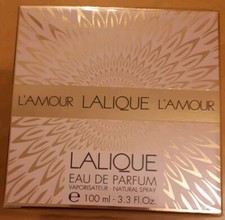 L'AMOUR LALIQUE L'AMOUR
LALIQUE
EAU DE PARFUM
VAPORISATEUR NATURAL SPRAY
e 100 ml - 3.3 Fl.Oz.